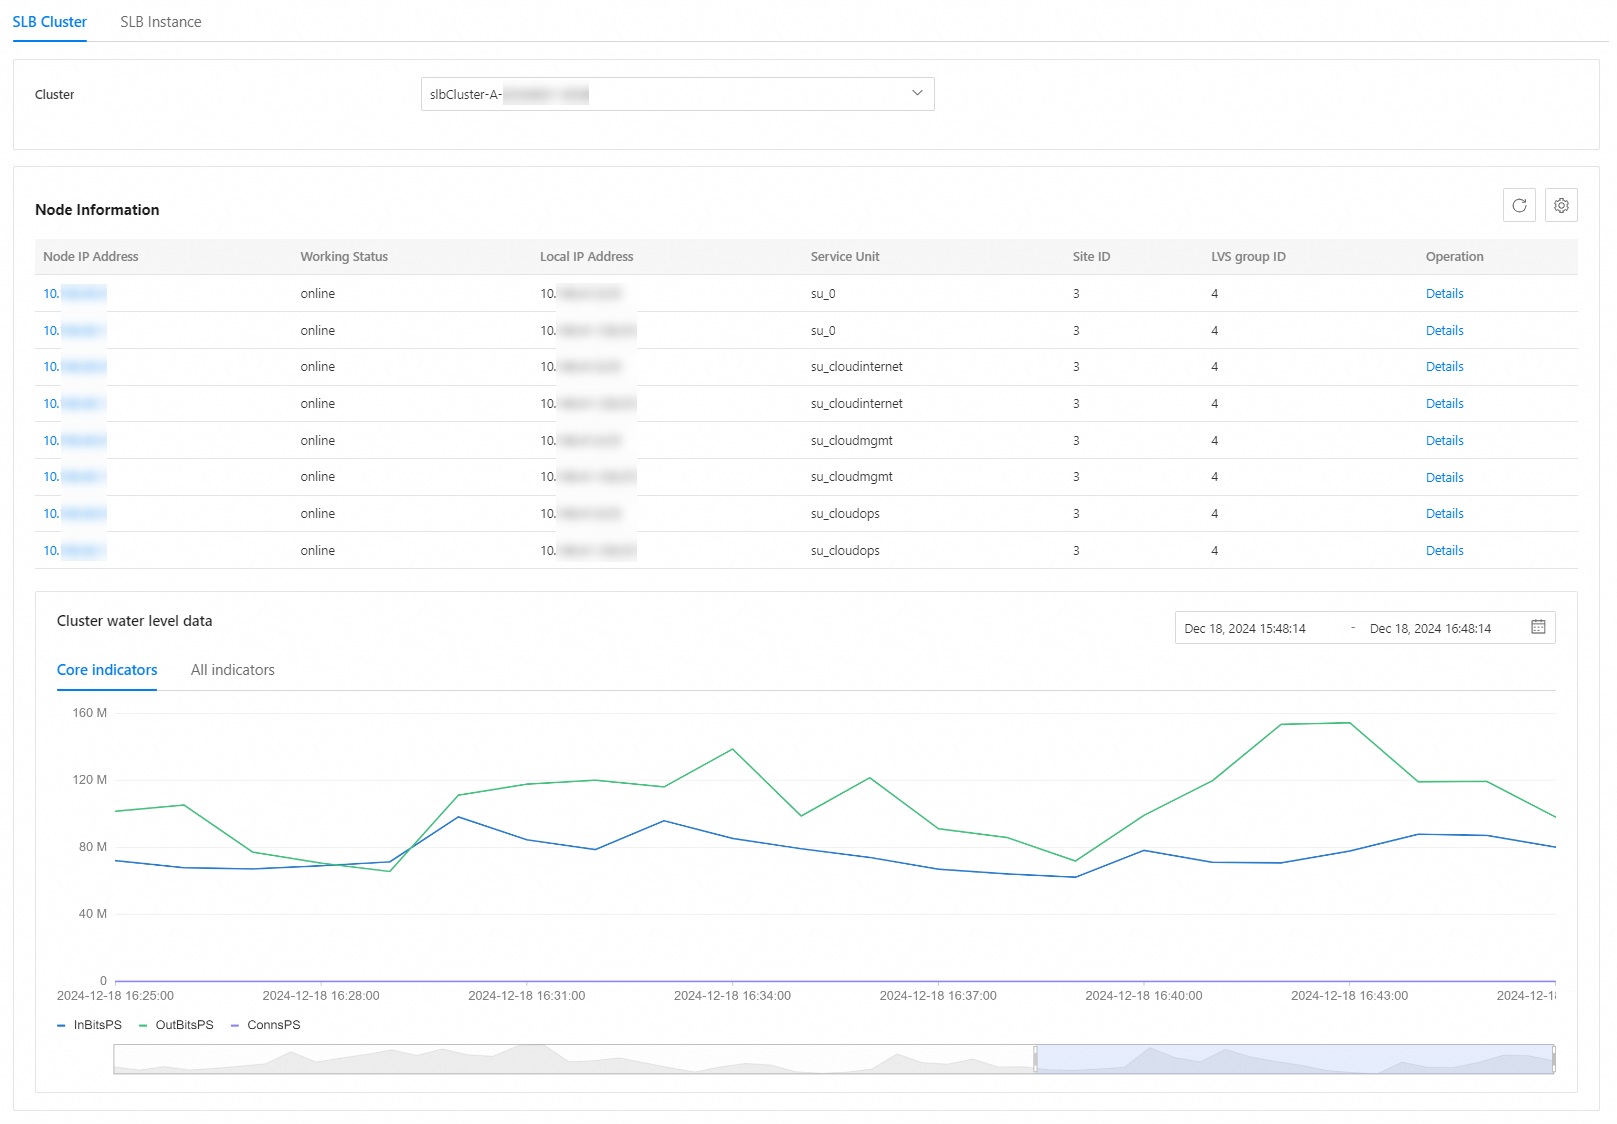 SLB Cluster SLB Instance
Cluster slbCluster-A-
Node Information
Node IP Address Working Status Local IP Address Service Unit Site ID LVS group ID Operation
10. online 10. su_0 3 4 Details
10. online 10. su_0 3 4 Details
10. online 10. su_cloudinternet 3 4 Details
10. online 10. su_cloudinternet 3 4 Details
10. online 10. su_cloudmgmt 3 4 Details
10. online 10. su_cloudmgmt 3 4 Details
10. online 10. su_cloudops 3 4 Details
10. online 10. su_cloudops 3 4 Details
Cluster water level data Dec 18, 2024 15:48:14 - Dec 18, 2024 16:48:14
Core indicators All indicators
160 M
120 M
80 M
40 M
0
2024-12-18 16:25:00 2024-12-18 16:28:00 2024-12-18 16:31:00 2024-12-18 16:34:00 2024-12-18 16:37:00 2024-12-18 16:40:00 2024-12-18 16:43:00 2024-12-1
InBitsPS OutBitsPS ConnsPS